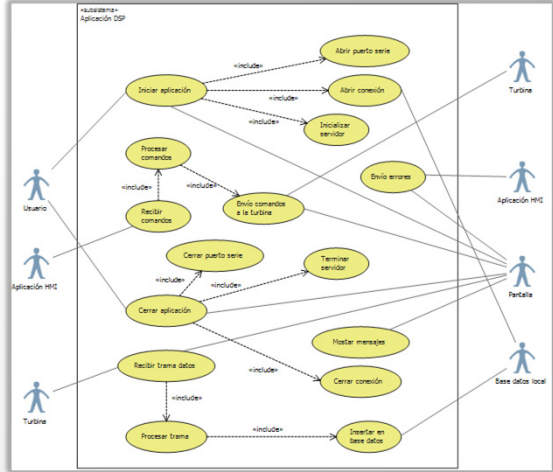 «subsistema»
Aplicación DSP
Abrir puerto serie
«include»
Turbina
Iniciar aplicación
«include»
Abrir conexión
«include»
Inicializar
servidor
Procesar
comandos
Envío errores
«include»
«include»
Usuario
Aplicación HMI
Envío comandos
a la turbina
Recibir
comandos
Cerrar puerto serie
Terminar
servidor
Aplicación HMI
«include»
«include»
Pantalla
Cerrar aplicación
Mostar mensajes
Recibir trama datos
«include»
Cerrar conexión
Base datos local
«include»
Turbina
Procesar trama
«include»
Insertar en
base datos